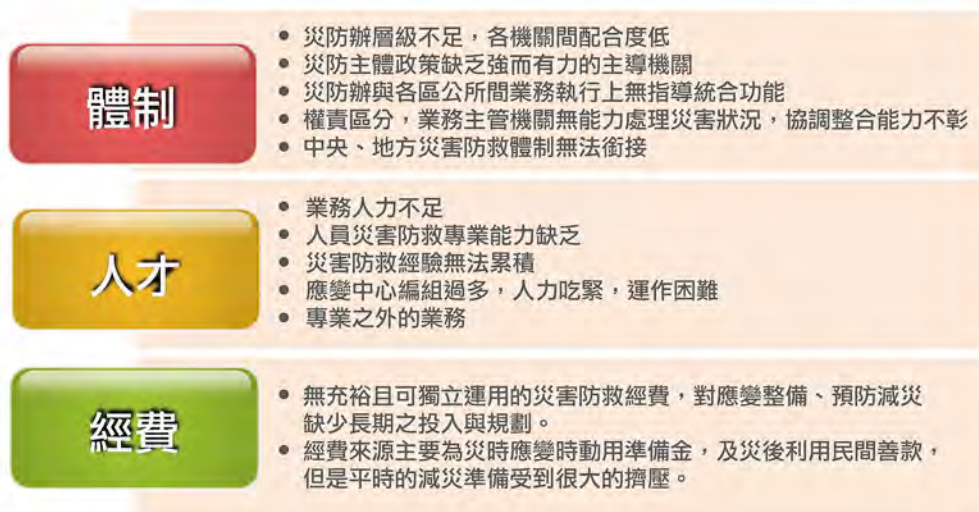 體制
• 災防辦層級不足，各機關間配合度低
• 災防主體政策缺乏強而有力的主導機關
• 災防辦與各區公所間業務執行上無指導統合功能
• 權責區分，業務主管機關無能力處理災害狀況，協調整合能力不彰
• 中央、地方災害防救體制無法銜接
人才
• 業務人力不足
• 人員災害防救專業能力缺乏
• 災害防救經驗無法累積
• 應變中心編組過多，人力吃緊，運作困難
• 專業之外的業務
經費
• 無充裕且可獨立運用的災害防救經費，對應變整備、預防減災
缺少長期之投入與規劃。
• 經費來源主要為災時應變時動用準備金，及災後利用民間善款，
但是平時的減災準備受到很大的擠壓。